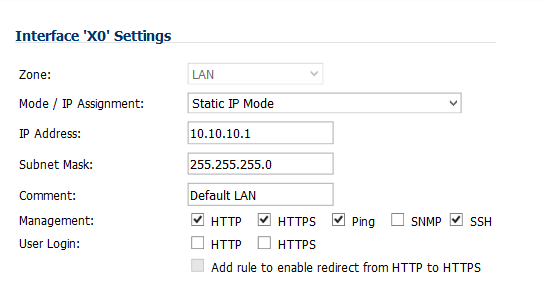 Interface 'X0' Settings
Zone: LAN
Mode / IP Assignment: Static IP Mode
IP Address: 10.10.10.1
Subnet Mask: 255.255.255.0
Comment: Default LAN
Management: HTTP HTTPS Ping SNMP SSH
User Login: HTTP HTTPS
Add rule to enable redirect from HTTP to HTTPS